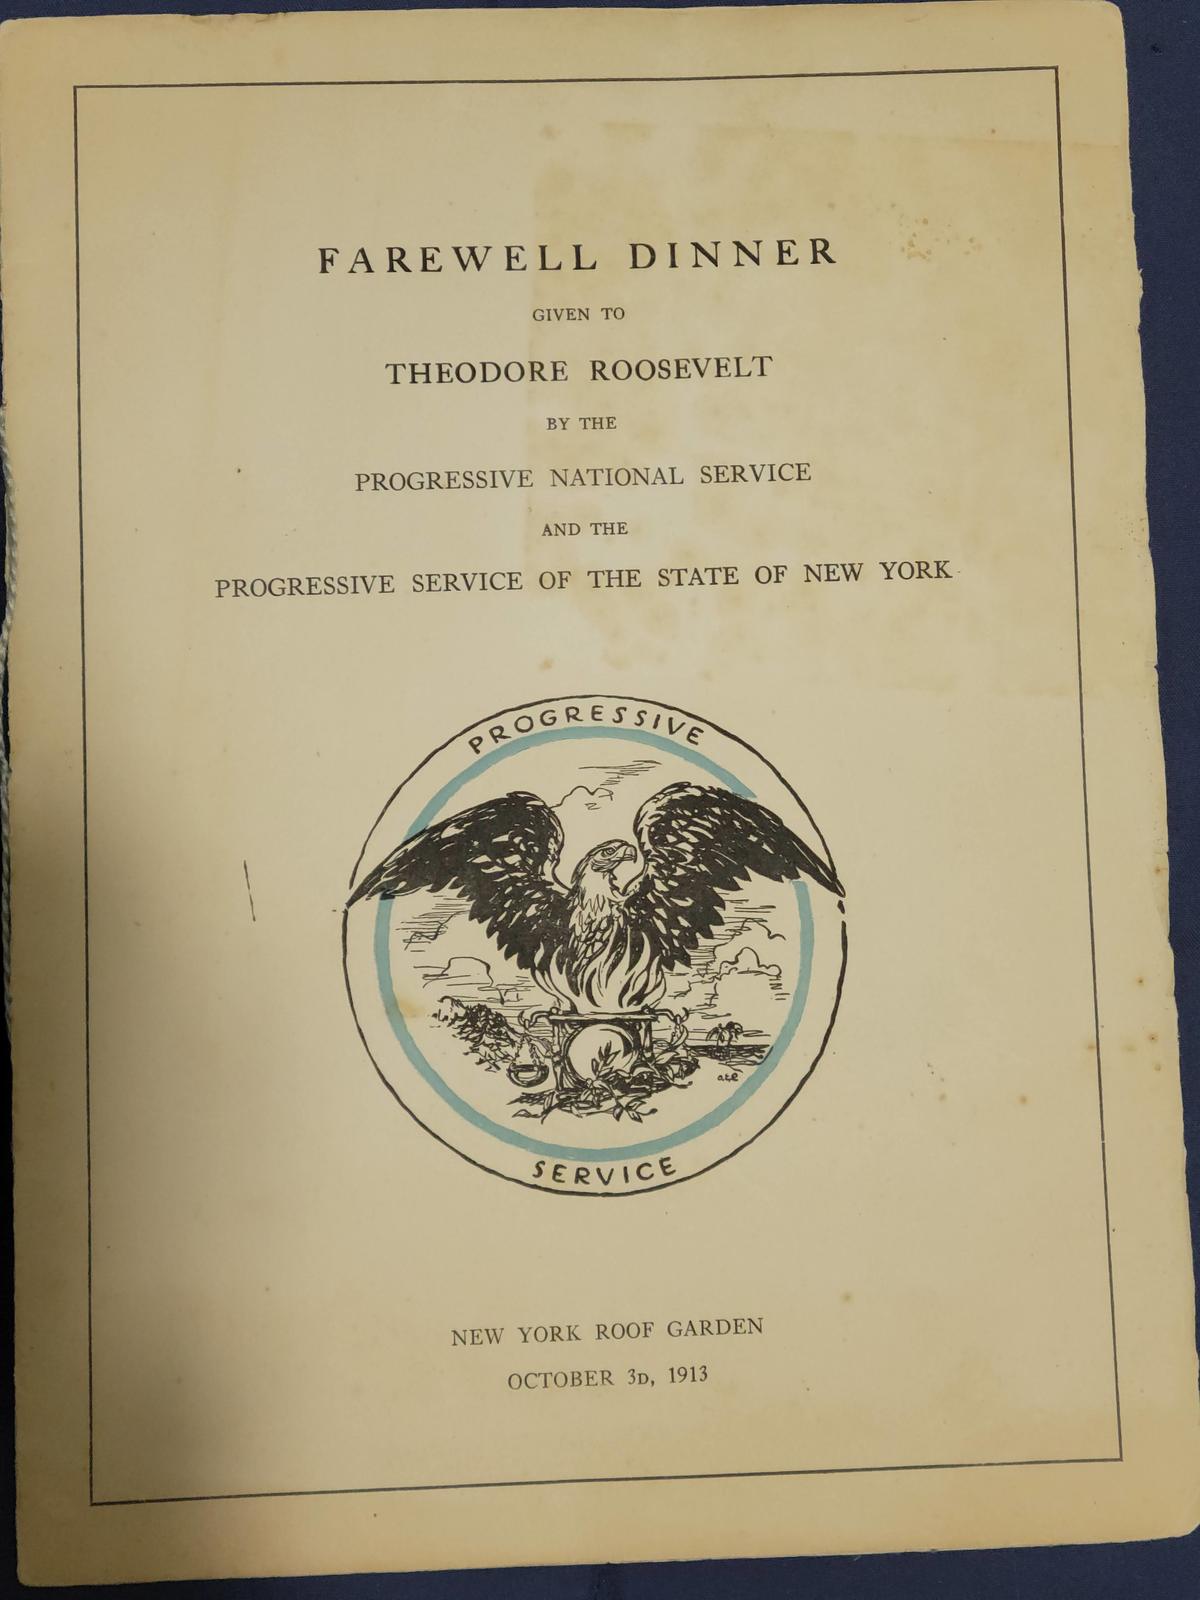 FAREWELL DINNER
GIVEN TO
THEODORE ROOSEVELT
BY THE
PROGRESSIVE NATIONAL SERVICE
AND THE
PROGRESSIVE SERVICE OF THE STATE OF NEW YORK
PROGRESSIVE
SERVICE
NEW YORK ROOF GARDEN
OCTOBER 3D, 1913